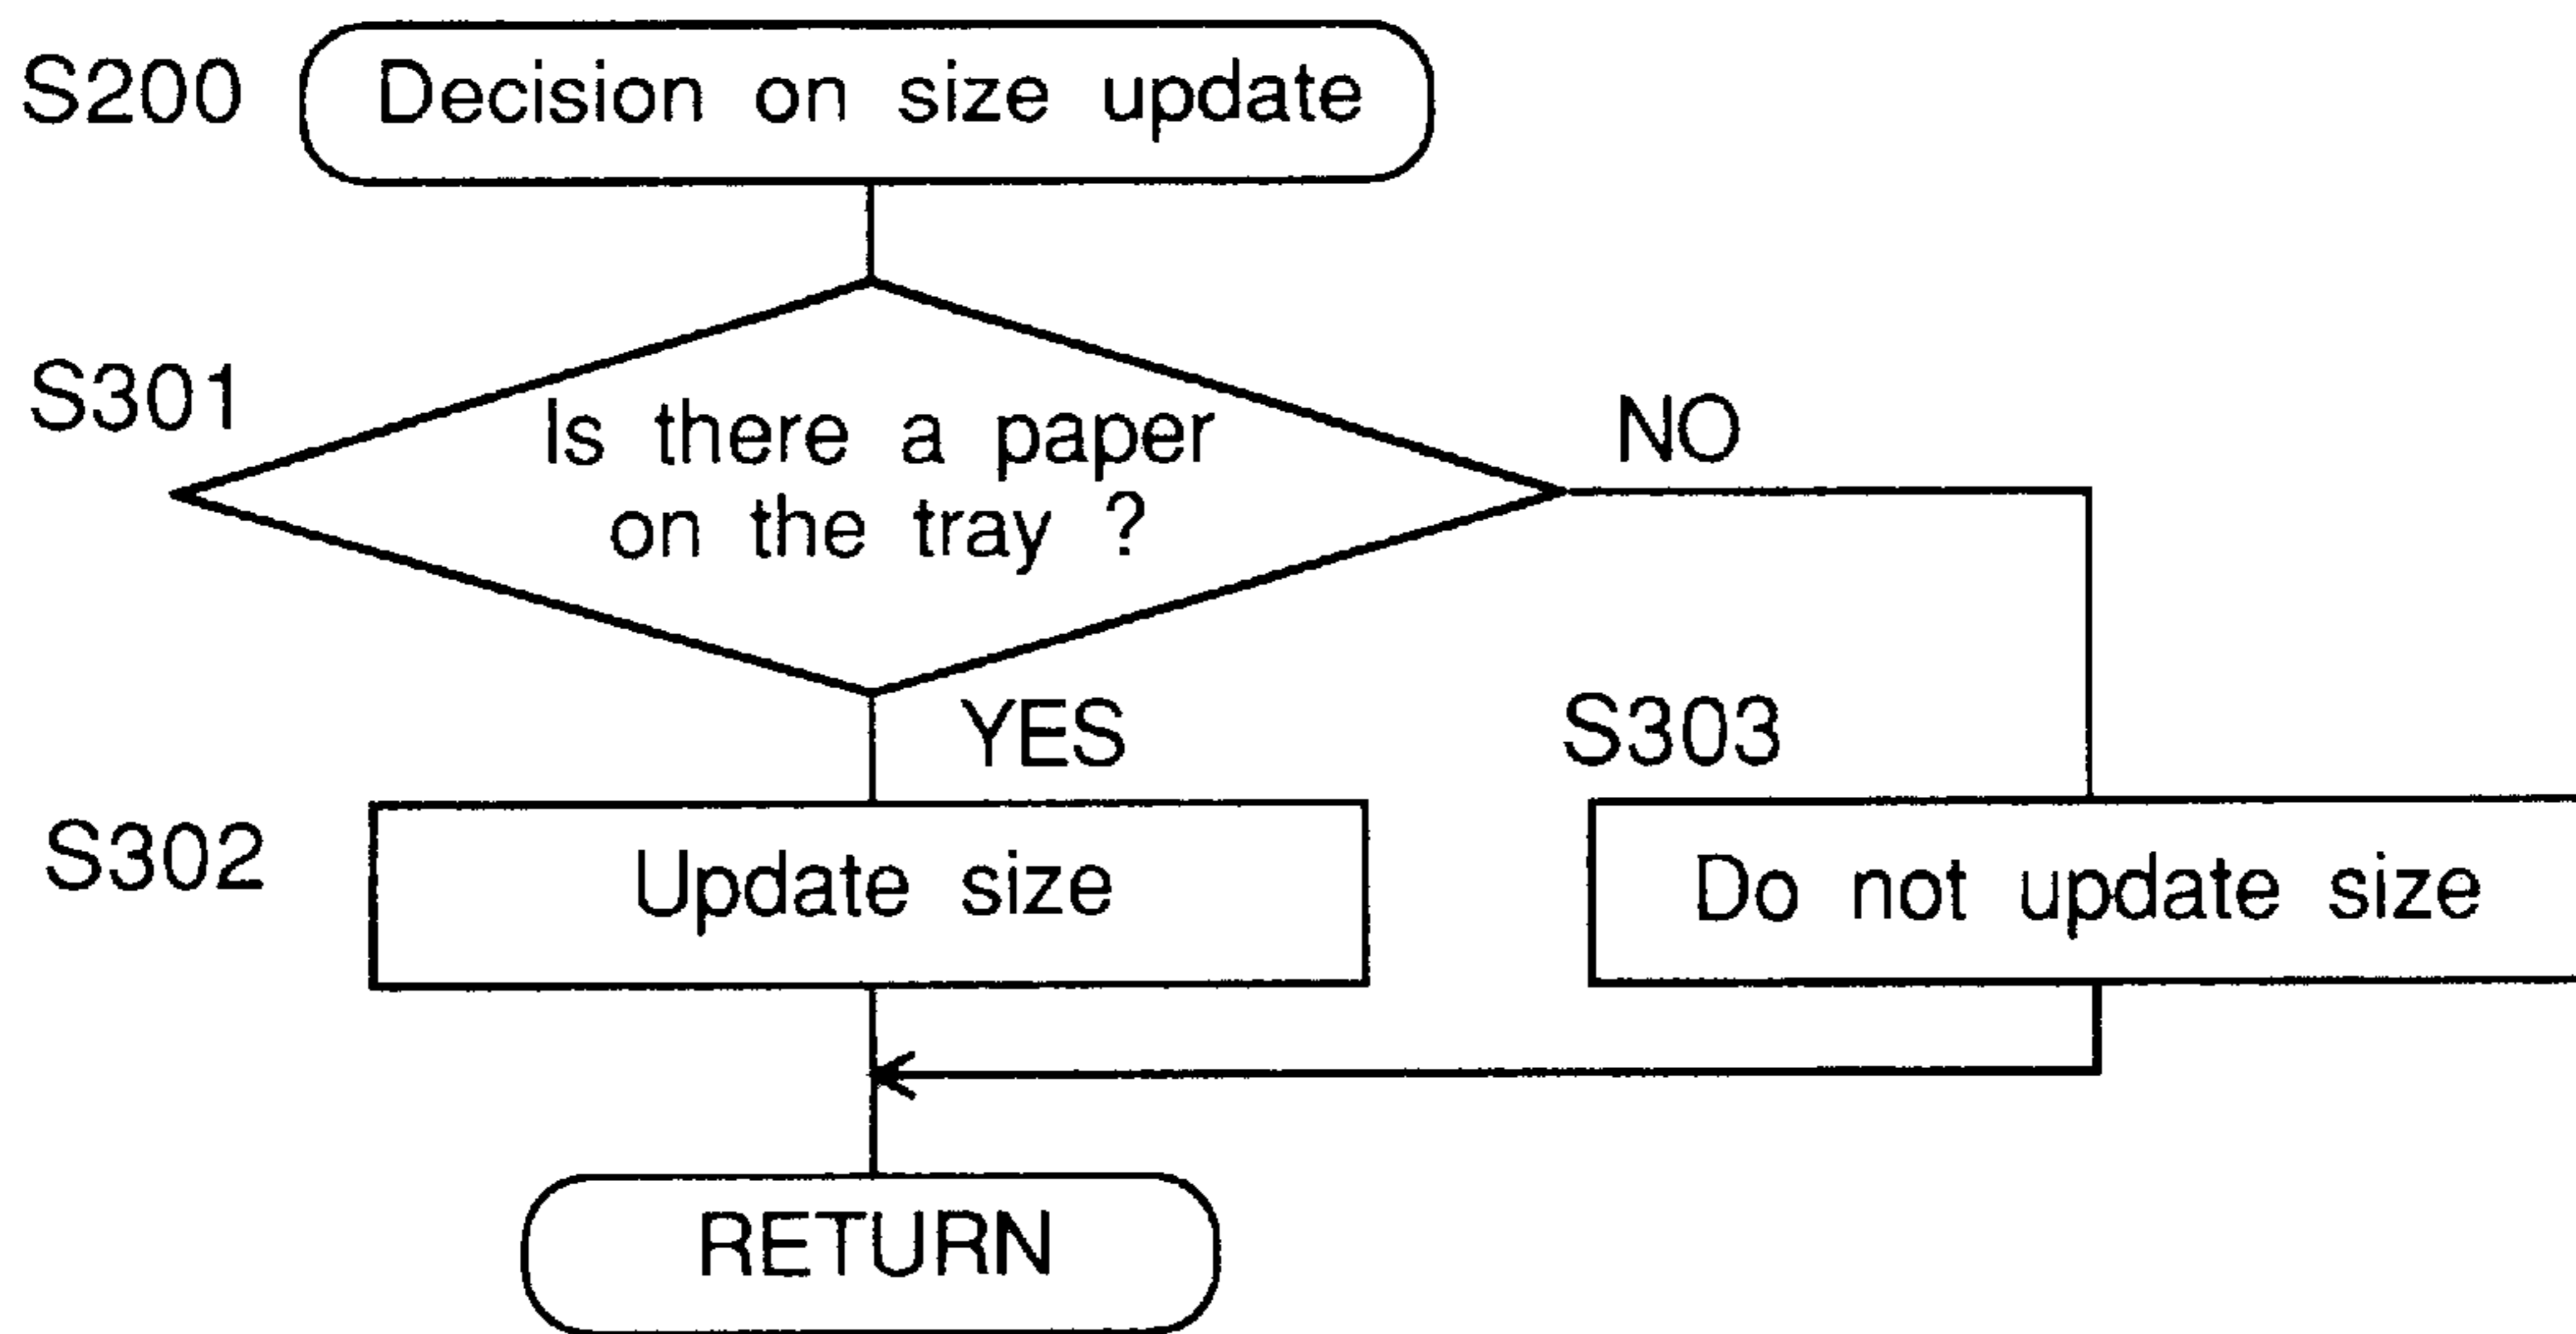 S200 Decision on size update
S301
Is there a paper
on the tray ?
NO
YES
S303
S302
Update size
Do not update size
RETURN